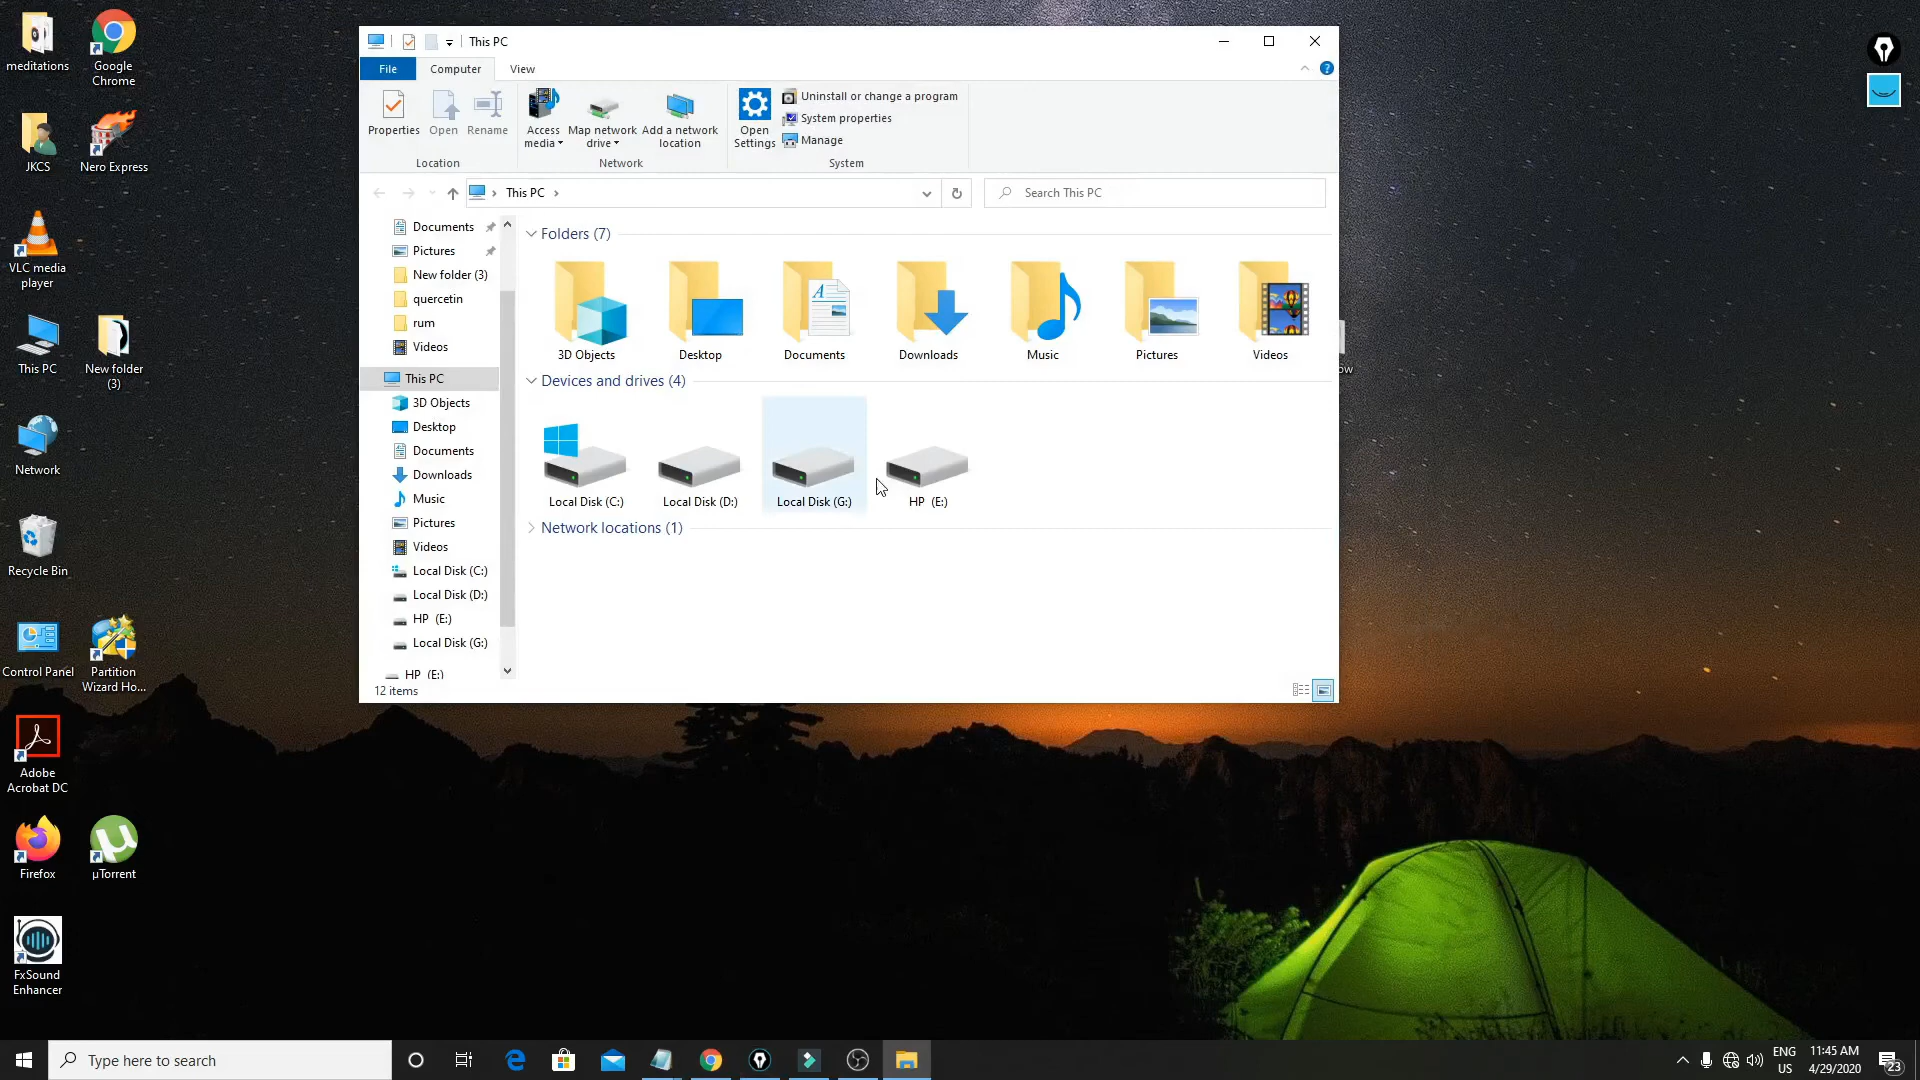 meditations
Google
Chrome
JKCS
Nero Express
VLC media
player
This PC
New folder
(3)
Network
Recycle Bin
Control Panel
Partition
Wizard Ho...
Adobe
Acrobat DC
Firefox
µTorrent
FxSound
Enhancer
This PC
File
Computer
View
Properties
Open
Rename
Location
Access
media
Map network
drive
Add a network
location
Network
Open
Settings
Uninstall or change a program
System properties
Manage
System
This PC
Search This PC
Documents
Pictures
New folder (3)
quercetin
rum
Videos
This PC
3D Objects
Desktop
Documents
Downloads
Music
Pictures
Videos
Local Disk (C:)
Local Disk (D:)
HP (E:)
Local Disk (G:)
HP (E:)
12 items
Folders (7)
3D Objects
Desktop
Documents
Downloads
Music
Pictures
Videos
Devices and drives (4)
Local Disk (C:)
Local Disk (D:)
Local Disk (G:)
HP (E:)
Network locations (1)
ow
Type here to search
ENG
US
11:45 AM
4/29/2020
23